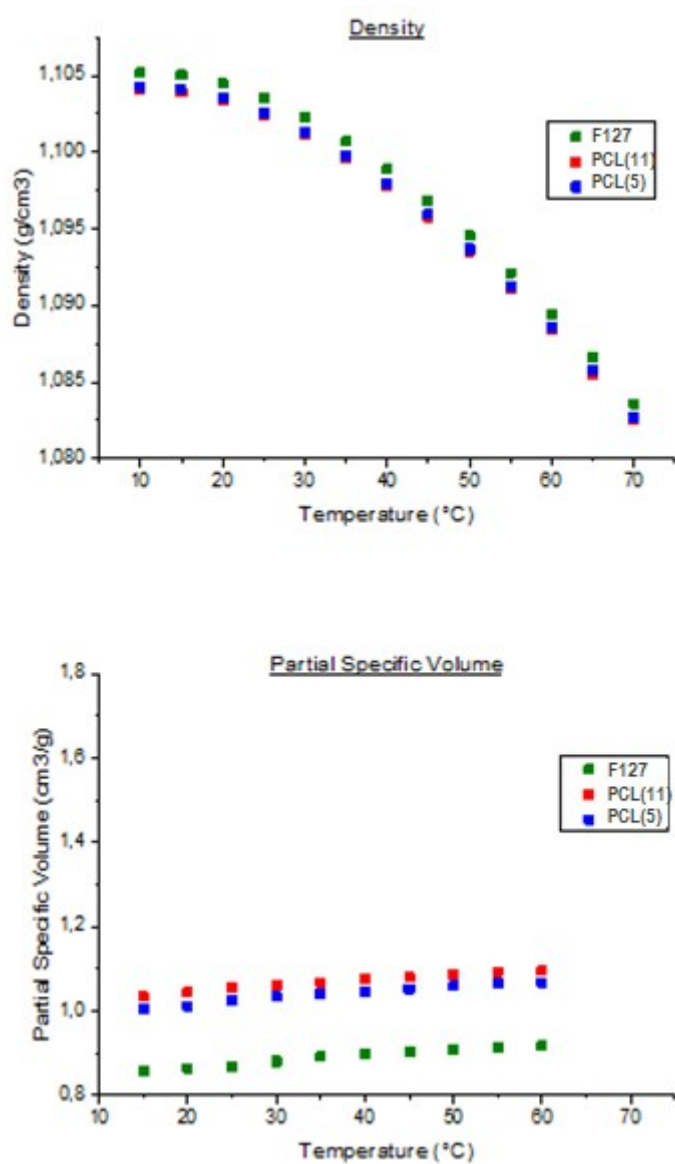 Density
1,105
1,100
1,095
1,090
1,085
1,080
Density (g/cm3)
F127
PCL(11)
PCL(5)
10 20 30 40 50 60 70
Temperature (°C)
Partial Specific Volume
1,8
1,6
1,4
1,2
1,0
0,8
Partial Specific Volume (cm3/g)
F127
PCL(11)
PCL(5)
10 20 30 40 50 60 70
Temperature (°C)